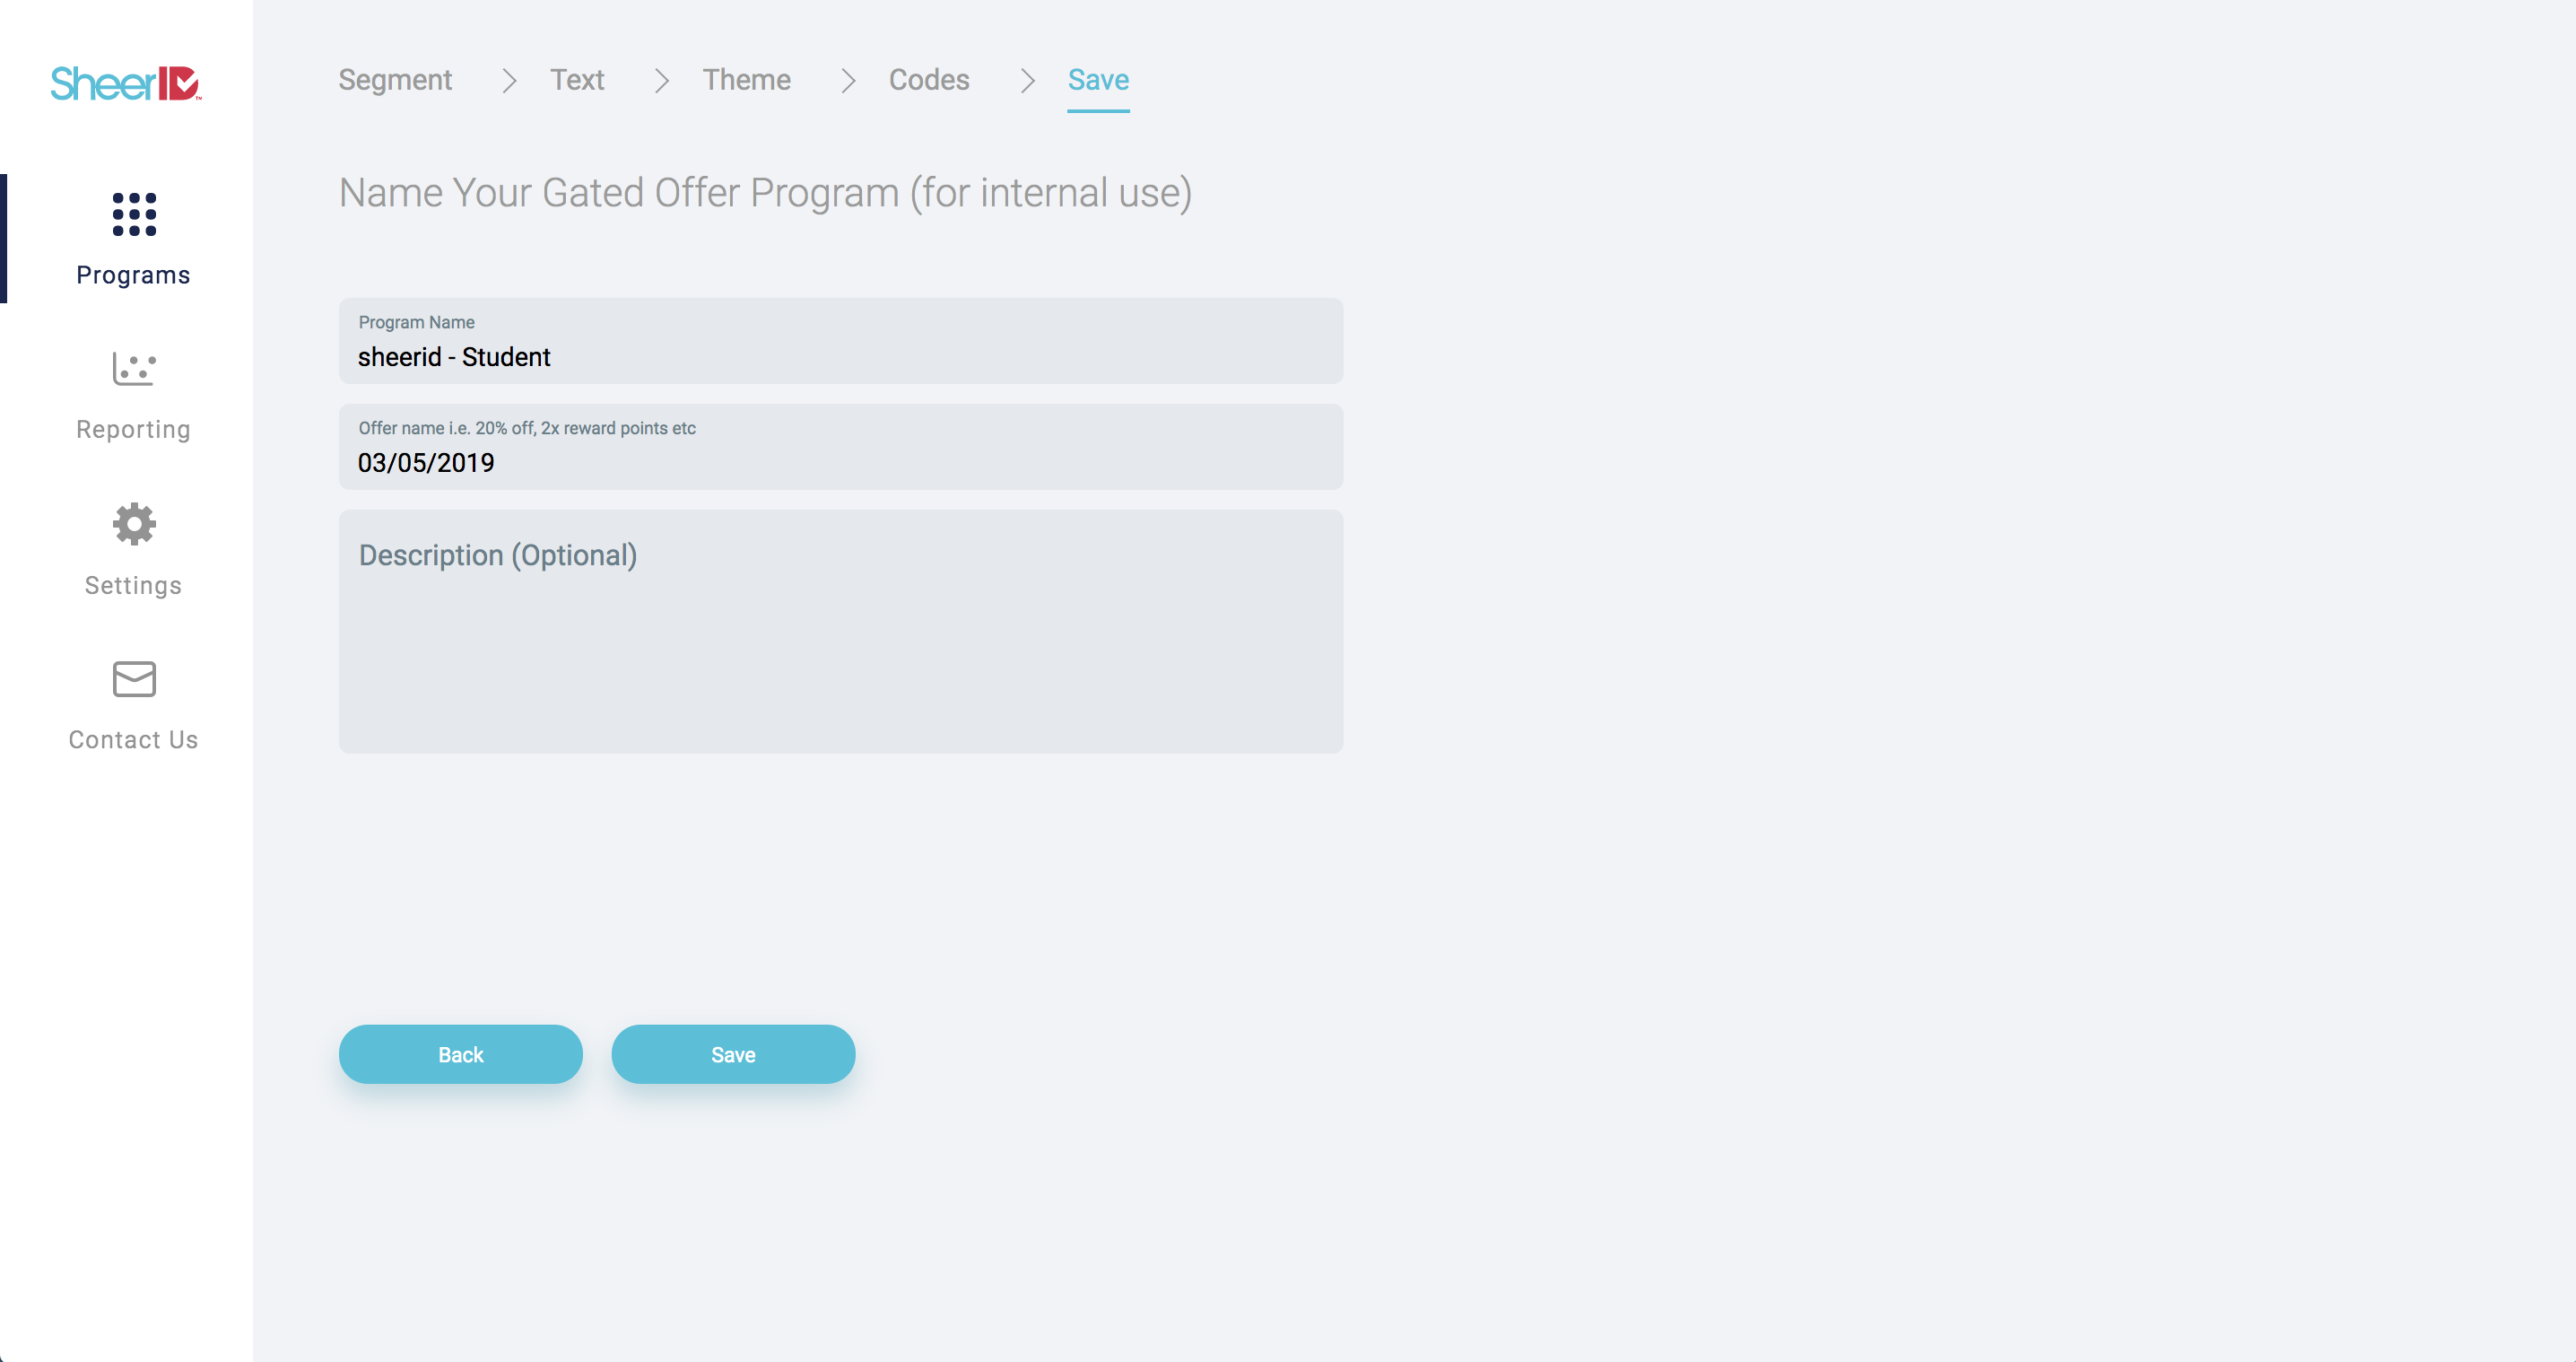 SheerID™
Segment > Text > Theme > Codes > Save
Name Your Gated Offer Program (for internal use)
Programs
Reporting
Settings
Contact Us
Program Name
sheerid - Student
Offer name i.e. 20% off, 2x reward points etc
03/05/2019
Description (Optional)
Back Save